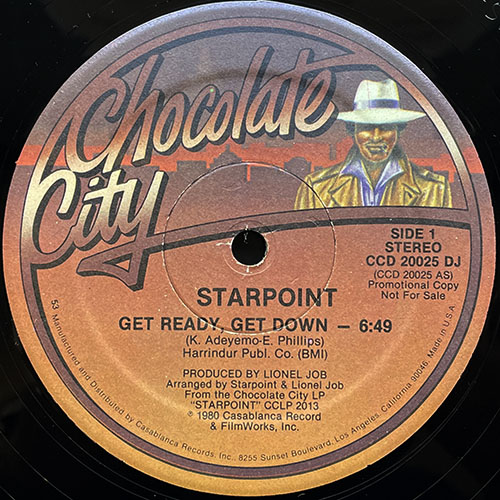 Chocolate
City
SIDE 1
STEREO
CCD 20025 DJ
(CCD 20025 AS)
Promotional Copy
Not For Sale
STARPOINT
GET READY, GET DOWN — 6:49
(K. Adeyemo-E. Phillips)
Harrindur Publ. Co. (BMI)
PRODUCED BY LIONEL JOB
Arranged by Starpoint & Lionel Job
From the Chocolate City LP
"STARPOINT" CCLP 2013
℗ 1980 Casablanca Record
& FilmWorks, Inc.
53 Manufactured and Distributed by Casablanca Records, Inc., 8255 Sunset Boulevard, Los Angeles, California 90046, Made in U.S.A